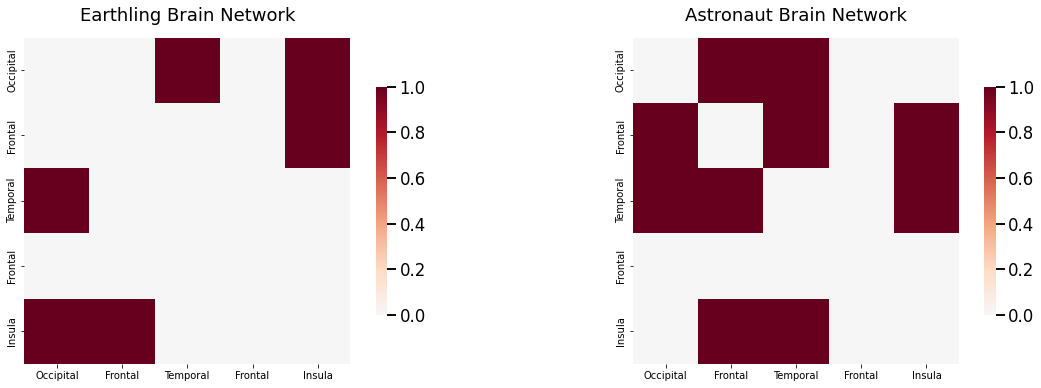 Earthling Brain Network
Occipital
Frontal
Temporal
Frontal
Insula
Occipital Frontal Temporal Frontal Insula
1.0
0.8
0.6
0.4
0.2
0.0
Astronaut Brain Network
Occipital
Frontal
Temporal
Frontal
Insula
Occipital Frontal Temporal Frontal Insula
1.0
0.8
0.6
0.4
0.2
0.0